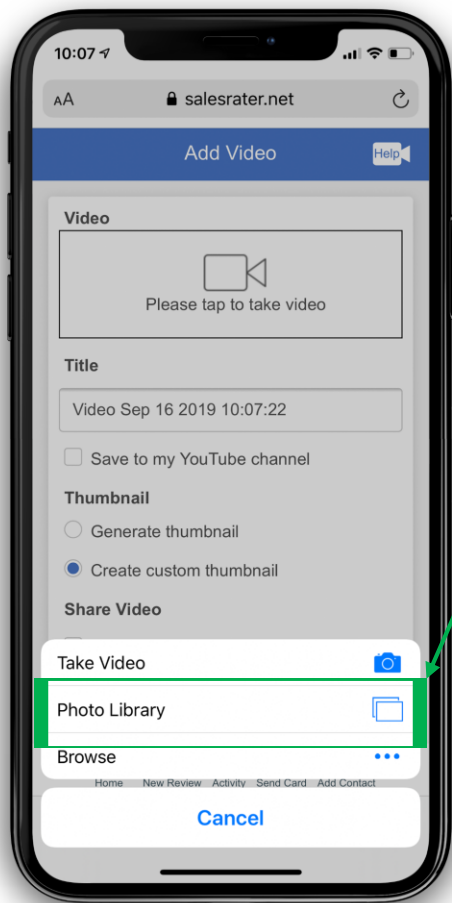 10:07
AA salesrater.net
Add Video Help
Video
Please tap to take video
Title
Video Sep 16 2019 10:07:22
Save to my YouTube channel
Thumbnail
Generate thumbnail
Create custom thumbnail
Share Video
Take Video
Photo Library
Browse
Home New Review Activity Send Card Add Contact
Cancel